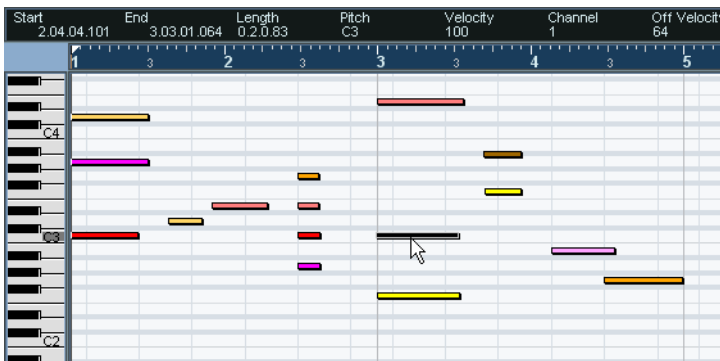 Start End Length Pitch Velocity Channel Off Velocity
2.04.04.101 3.03.01.064 0.2.0.83 C3 100 1 64
1 3 2 3 3 3 4 3 5
C4
C3
C2